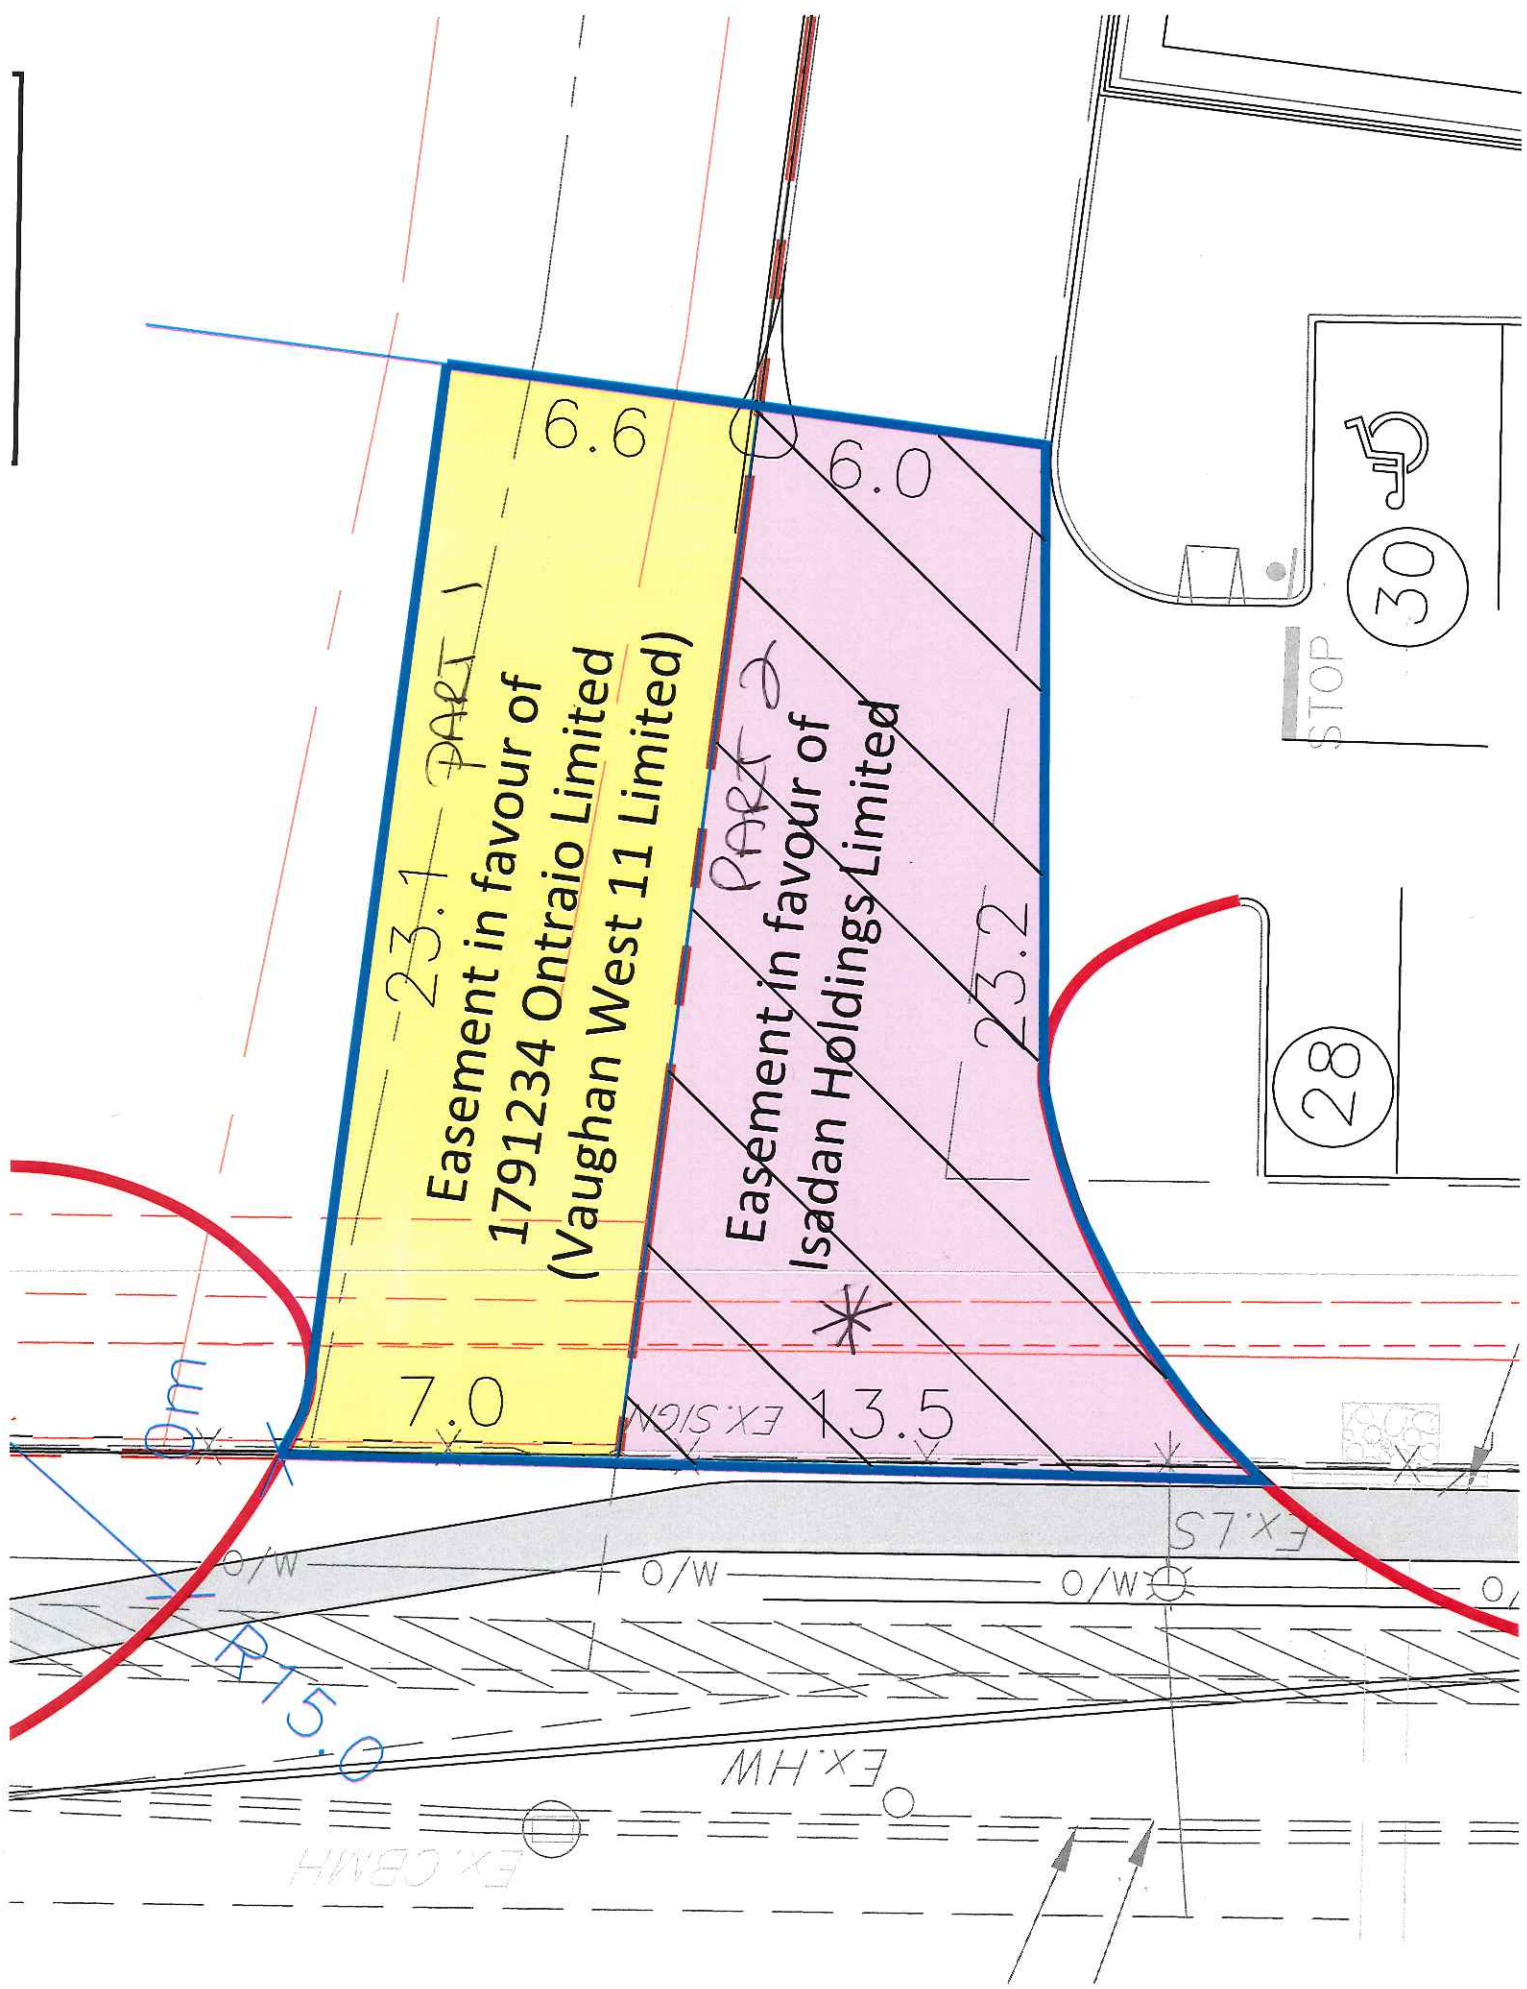 6.6
6.0
23.1
PART 1
Easement in favour of
1791234 Ontraio Limited
(Vaughan West 11 Limited)
PART 2
Easement in favour of
Isadan Holdings Limited
23.2
*
7.0
13.5
EX.SIGN
0m
R15.0
30
STOP
28
O/W
O/W
O/W
O/
Ex.LS
Ex.HW
Ex.CBMH